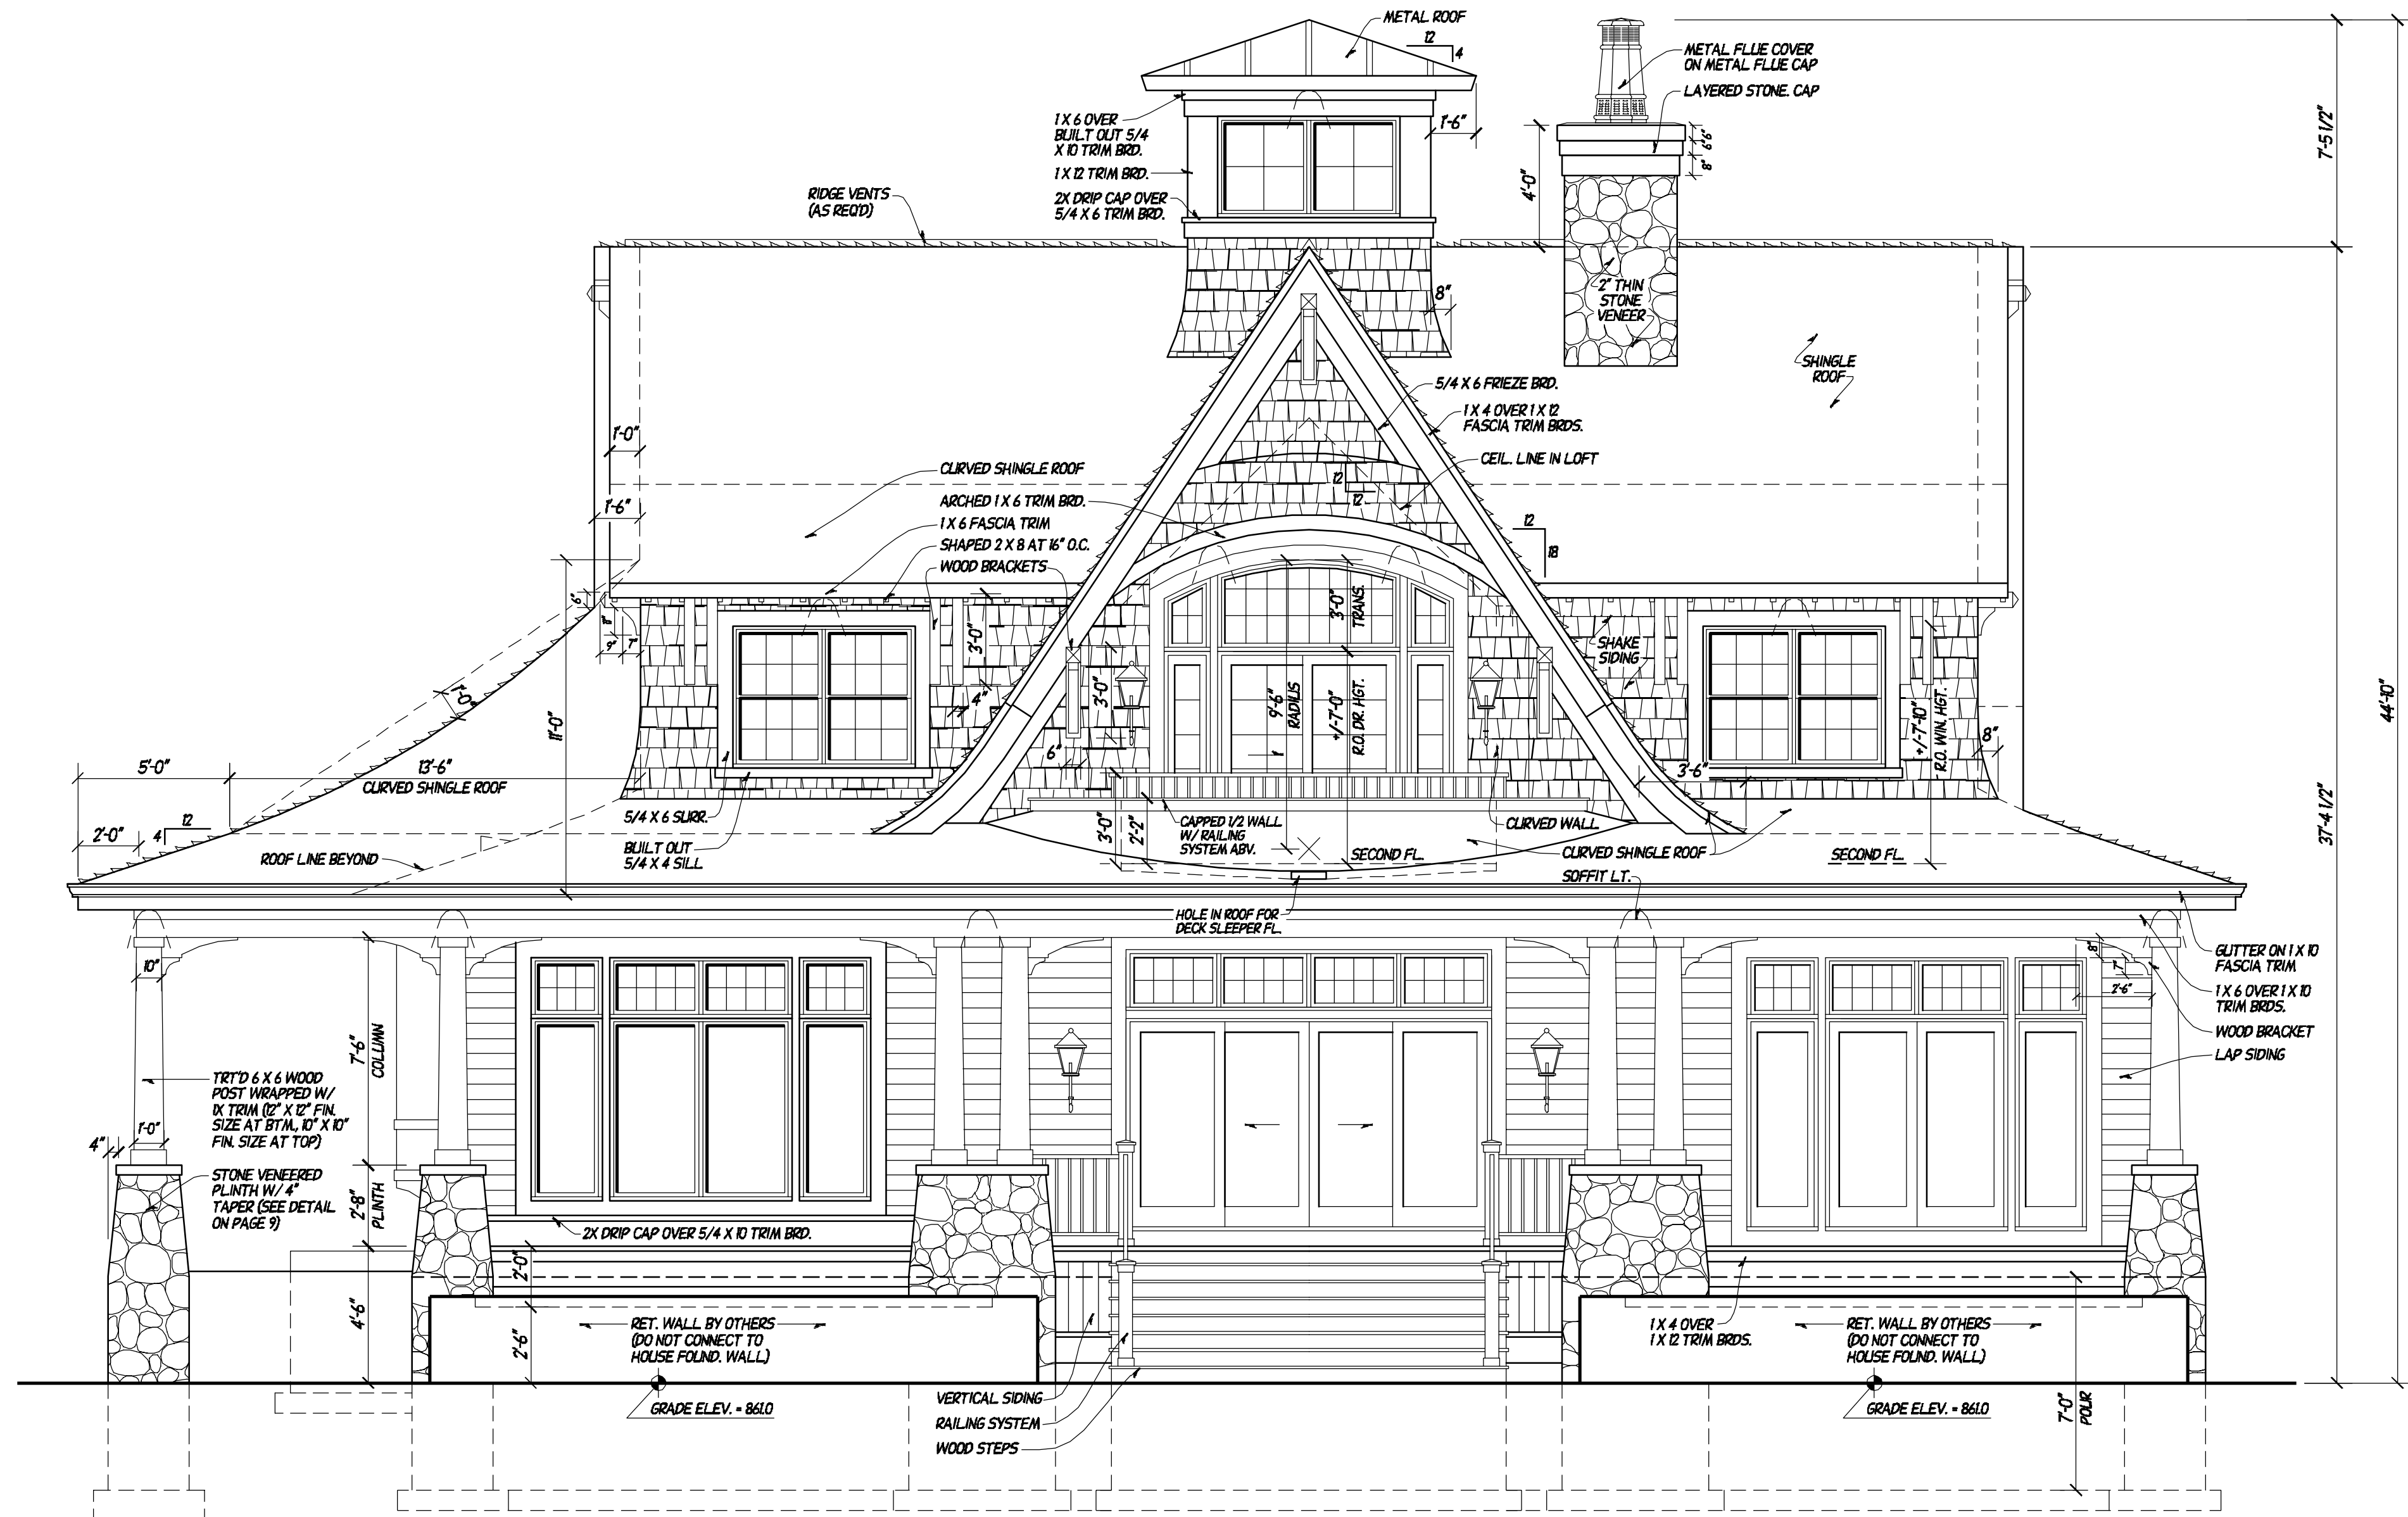 METAL ROOF
12
4
METAL FLUE COVER
ON METAL FLUE CAP
LAYERED STONE. CAP
1 X 6 OVER
BUILT OUT 5/4
X 10 TRIM BRD.
1'-6"
6"
6"
8"
7'-5 1/2"
1 X 12 TRIM BRD.
2X DRIP CAP OVER
5/4 X 6 TRIM BRD.
4'-0"
RIDGE VENTS
(AS REQ'D)
8"
2" THIN
STONE
VENEER
SHINGLE
ROOF
5/4 X 6 FRIEZE BRD.
1 X 4 OVER 1 X 12
FASCIA TRIM BRDS.
1'-0"
CEIL. LINE IN LOFT
CURVED SHINGLE ROOF
12
12
ARCHED 1 X 6 TRIM BRD.
1'-6"
1 X 6 FASCIA TRIM
12
18
SHAPED 2 X 8 AT 16" O.C.
WOOD BRACKETS
6"
8"
9"
7"
3'-0"
3'-0"
TRANS.
SHAKE
SIDING
1'-0"
4"
3'-0"
9'-6"
RADIUS
+/-7'-0"
R.O. DR. HGT.
+/-7'-10"
R.O. WIN. HGT.
44'-10"
11'-0"
6"
8"
5'-0"
13'-6"
CURVED SHINGLE ROOF
3'-6"
2'-0"
12
4
5/4 X 6 SURR.
3'-0"
2'-2"
CAPPED 1/2 WALL
W/ RAILING
SYSTEM ABV.
CURVED WALL
37'-4 1/2"
ROOF LINE BEYOND
BUILT OUT
5/4 X 4 SILL
SECOND FL.
CURVED SHINGLE ROOF
SECOND FL.
SOFFIT LT.
HOLE IN ROOF FOR
DECK SLEEPER FL.
10"
8"
7"
2'-6"
GUTTER ON 1 X 10
FASCIA TRIM
1 X 6 OVER 1 X 10
TRIM BRDS.
7'-6"
COLUMN
WOOD BRACKET
LAP SIDING
TRT'D 6 X 6 WOOD
POST WRAPPED W/
1X TRIM (12" X 12" FIN.
SIZE AT BTM., 10" X 10"
FIN. SIZE AT TOP)
1'-0"
4"
STONE VENEERED
PLINTH W/ 4"
TAPER (SEE DETAIL
ON PAGE 9)
2'-8"
PLINTH
2X DRIP CAP OVER 5/4 X 10 TRIM BRD.
2'-0"
4'-6"
2'-6"
RET. WALL BY OTHERS
(DO NOT CONNECT TO
HOUSE FOUND. WALL)
1 X 4 OVER
1 X 12 TRIM BRDS.
RET. WALL BY OTHERS
(DO NOT CONNECT TO
HOUSE FOUND. WALL)
VERTICAL SIDING
GRADE ELEV. = 861.0
RAILING SYSTEM
WOOD STEPS
GRADE ELEV. = 861.0
7'-0"
POUR